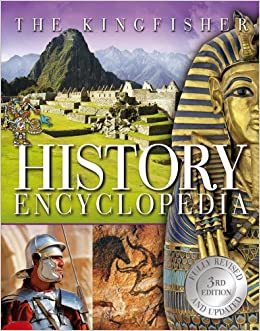 THE KINGFISHER
HISTORY
ENCYCLOPEDIA
FULLY REVISED
3RD
EDITION
AND UPDATED